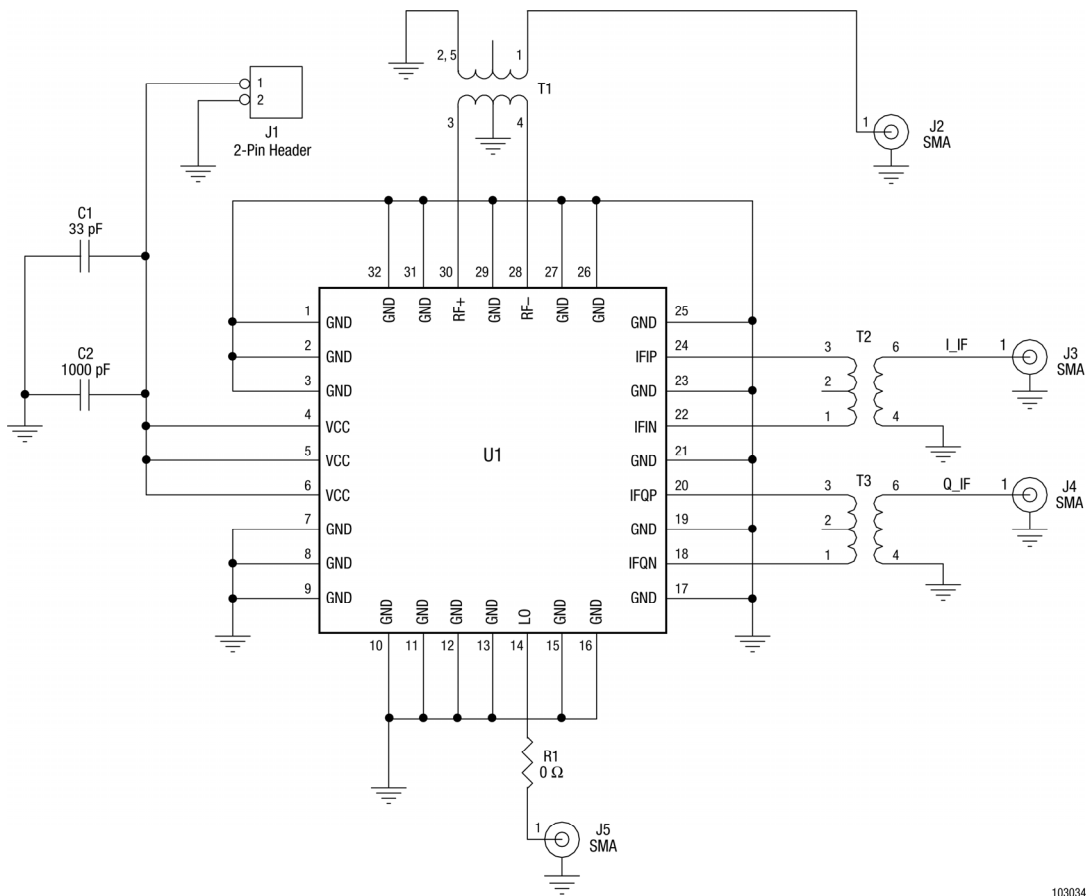 2, 5
1
T1
3
4
1
2
J1
2-Pin Header
1
J2
SMA
C1
33 pF
C2
1000 pF
32
31
30
29
28
27
26
GND
GND
RF+
GND
RF–
GND
GND
1
GND
2
GND
3
GND
4
VCC
5
VCC
6
VCC
7
GND
8
GND
9
GND
U1
25
GND
24
IFIP
23
GND
22
IFIN
21
GND
20
IFQP
19
GND
18
IFQN
17
GND
GND
GND
GND
GND
LO
GND
GND
10
11
12
13
14
15
16
T2
3
2
1
6
4
I_IF
1
J3
SMA
T3
3
2
1
6
4
Q_IF
1
J4
SMA
R1
0 Ω
1
J5
SMA
103034